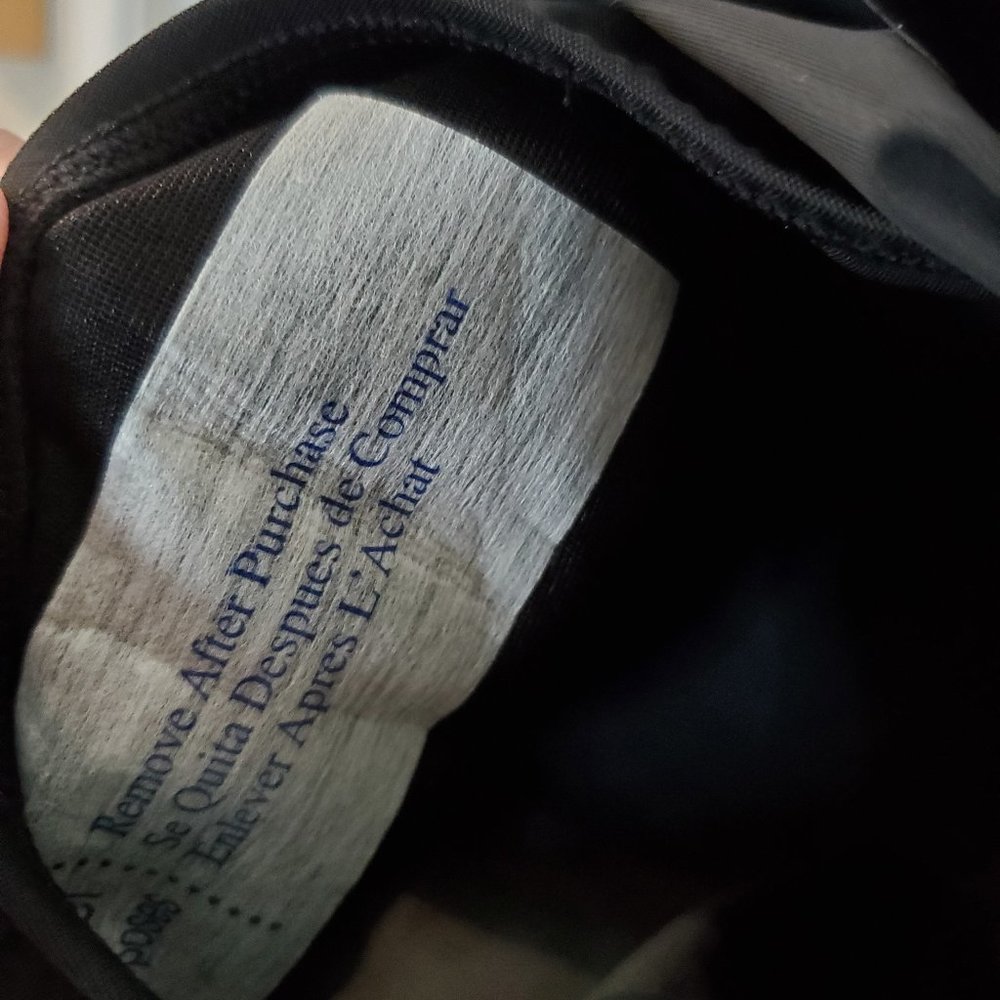 Remove After Purchase
Se Quita Despues de Comprar
Enlever Apres L'Achat